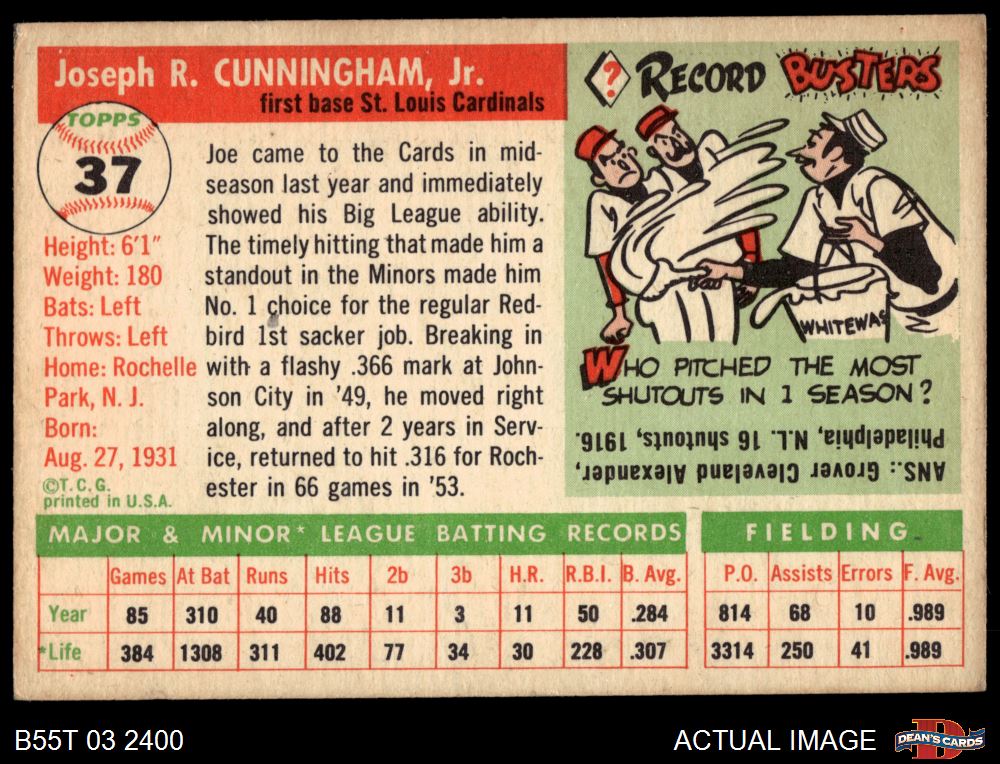 Joseph R. CUNNINGHAM, Jr.
first base St. Louis Cardinals
TOPPS
37
Height: 6'1"
Weight: 180
Bats: Left
Throws: Left
Home: Rochelle
Park, N. J.
Born:
Aug. 27, 1931
©T. C. G.
printed in U.S.A.
Joe came to the Cards in mid-
season last year and immediately
showed his Big League ability.
The timely hitting that made him a
standout in the Minors made him
No. 1 choice for the regular Red-
bird 1st sacker job. Breaking in
with a flashy .366 mark at John-
son City in '49, he moved right
along, and after 2 years in Serv-
ice, returned to hit .316 for Roch-
ester in 66 games in '53.
? RECORD BUSTERS
WHITEWAS
WHO PITCHED THE MOST
SHUTOUTS IN 1 SEASON?
ANS.: Grover Cleveland Alexander,
Philadelphia, N.L. 16 shutouts, 1916.
MAJOR & MINOR* LEAGUE BATTING RECORDS
Games At Bat Runs Hits 2b 3b H.R. R.B.I. B. Avg.
Year 85 310 40 88 11 3 11 50 .284
*Life 384 1308 311 402 77 34 30 228 .307
FIELDING
P.O. Assists Errors F. Avg.
814 68 10 .989
3314 250 41 .989
B55T 03 2400
ACTUAL IMAGE
DEAN'S CARDS